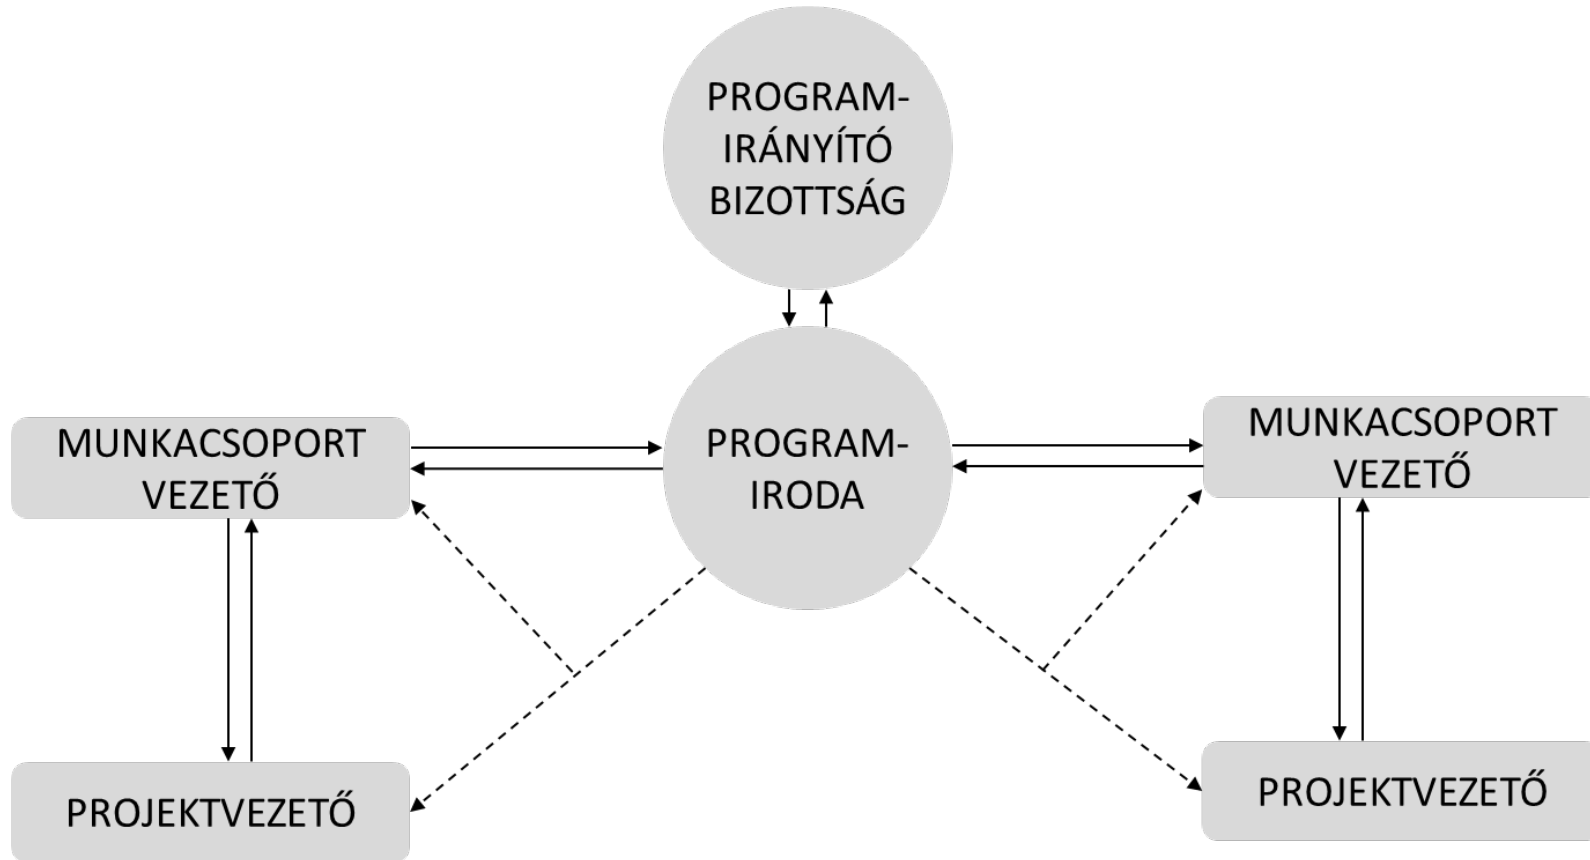 PROGRAM-
IRÁNYÍTÓ
BIZOTTSÁG
MUNKACSOPORT
VEZETŐ
PROGRAM-
IRODA
MUNKACSOPORT
VEZETŐ
PROJEKTVEZETŐ
PROJEKTVEZETŐ